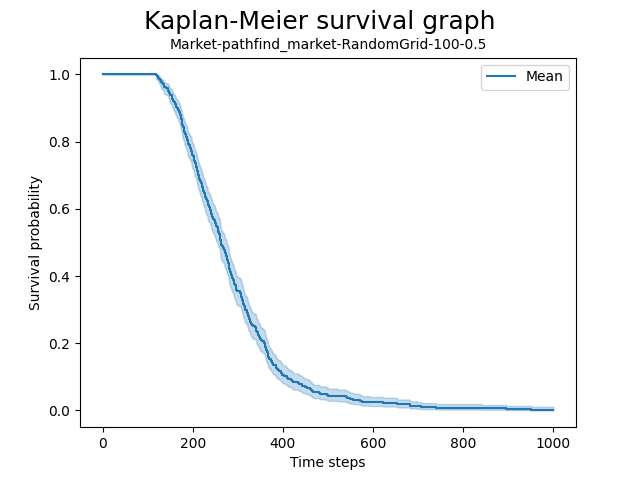 Kaplan-Meier survival graph
Market-pathfind_market-RandomGrid-100-0.5
Mean
1.0
0.8
0.6
0.4
0.2
0.0
Survival probability
0 200 400 600 800 1000
Time steps